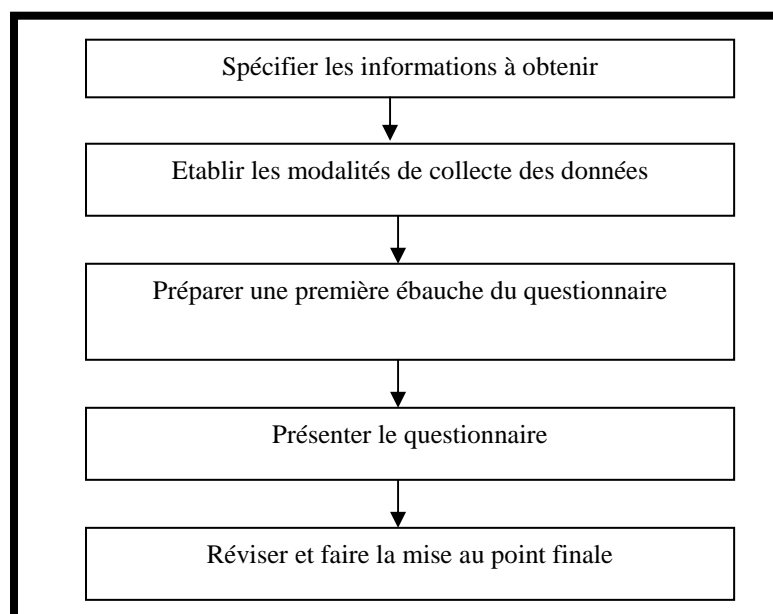 Spécifier les informations à obtenir
Etablir les modalités de collecte des données
Préparer une première ébauche du questionnaire
Présenter le questionnaire
Réviser et faire la mise au point finale